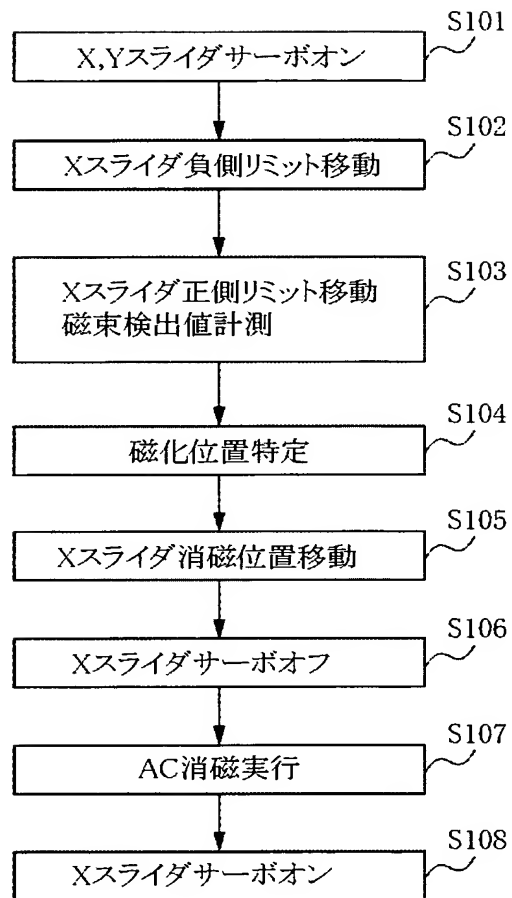 S101
X,Yスライダサーボオン
S102
Xスライダ負側リミット移動
S103
Xスライダ正側リミット移動
磁束検出値計測
S104
磁化位置特定
S105
Xスライダ消磁位置移動
S106
Xスライダサーボオフ
S107
AC消磁実行
S108
Xスライダサーボオン